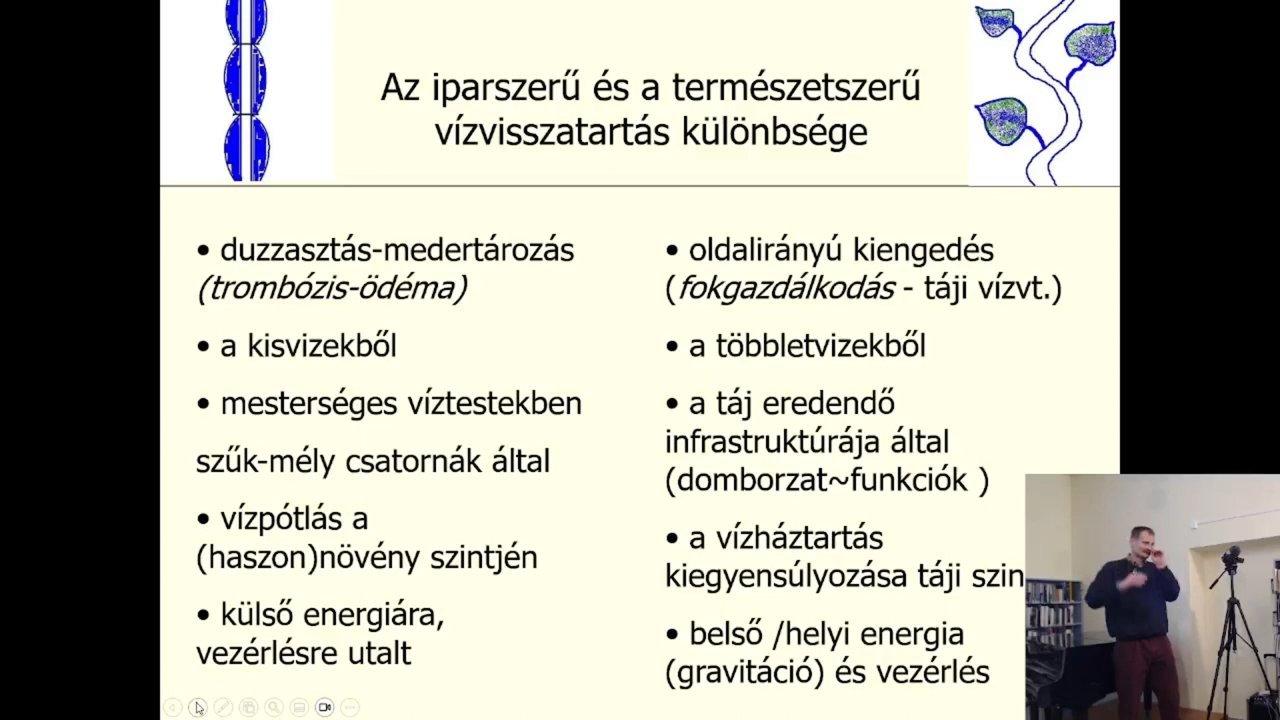 Az iparszerű és a természetszerű
vízvisszatartás különbsége
• duzzasztás-medertározás
(trombózis-ödéma)
• a kisvizekből
• mesterséges víztestekben
szűk-mély csatornák által
• vízpótlás a
(haszon)növény szintjén
• külső energiára,
vezérlésre utalt
• oldalirányú kiengedés
(fokgazdálkodás - táji vízvt.)
• a többletvizekből
• a táj eredendő
infrastruktúrája által
(domborzat~funkciók )
• a vízháztartás
kiegyensúlyozása táji szin
• belső /helyi energia
(gravitáció) és vezérlés